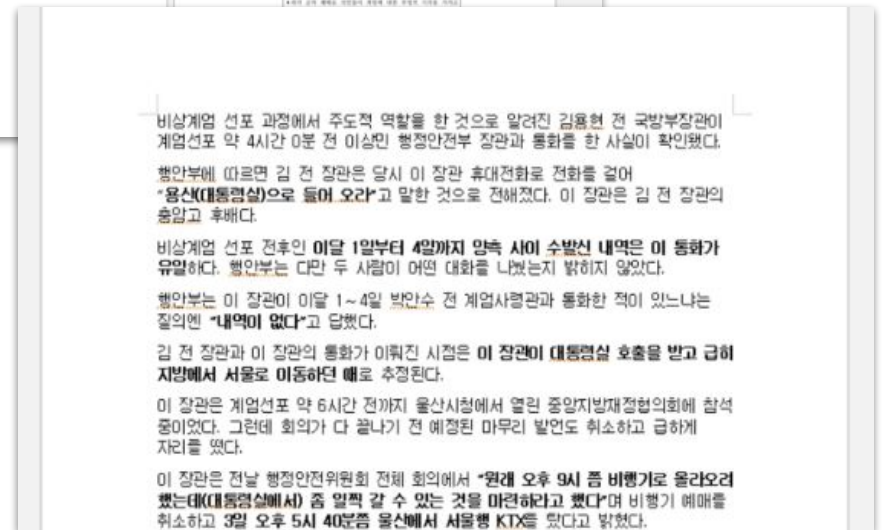 비상계엄 선포 과정에서 주도적 역할을 한 것으로 알려진 김용현 전 국방부장관이
계엄선포 약 4시간 0분 전 이상민 행정안전부 장관과 통화를 한 사실이 확인됐다.
행안부에 따르면 김 전 장관은 당시 이 장관 휴대전화로 전화를 걸어
"용산(대통령실)으로 들어 오라"고 말한 것으로 전해졌다. 이 장관은 김 전 장관의
충암고 후배다.
비상계엄 선포 전후인 이달 1일부터 4일까지 양측 사이 수발신 내역은 이 통화가
유일하다. 행안부는 다만 두 사람이 어떤 대화를 나눴는지 밝히지 않았다.
행안부는 이 장관이 이달 1~4일 박안수 전 계엄사령관과 통화한 적이 있느냐는
질의엔 "내역이 없다"고 답했다.
김 전 장관과 이 장관의 통화가 이뤄진 시점은 이 장관이 대통령실 호출을 받고 급히
지방에서 서울로 이동하던 때로 추정된다.
이 장관은 계엄선포 약 6시간 전까지 울산시청에서 열린 중앙지방재정협의회에 참석
중이었다. 그런데 회의가 다 끝나기 전 예정된 마무리 발언도 취소하고 급하게
자리를 떴다.
이 장관은 전날 행정안전위원회 전체 회의에서 "원래 오후 9시 쯤 비행기로 올라오려
했는데(대통령실에서) 좀 일찍 갈 수 있는 것을 마련하라고 했다"며 비행기 예매를
취소하고 3일 오후 5시 40분쯤 울산에서 서울행 KTX를 탔다고 밝혔다.